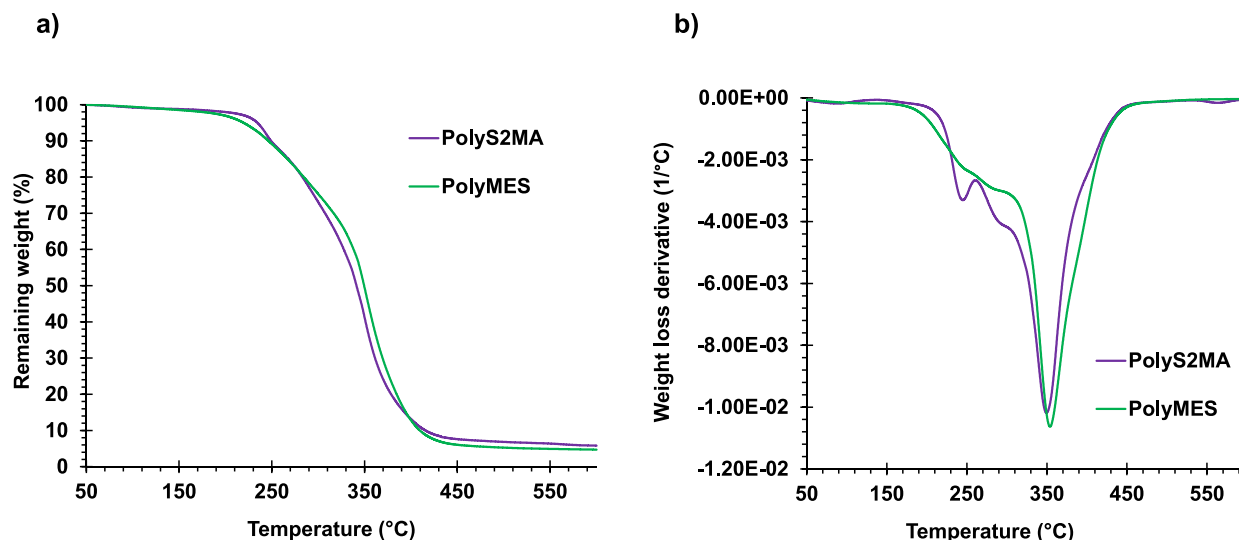 a)
100
90
80
70
60
50
40
30
20
10
0
Remaining weight (%)
50
150
250
350
450
550
Temperature (°C)
PolyS2MA
PolyMES
b)
0.00E+00
-2.00E-03
-4.00E-03
-6.00E-03
-8.00E-03
-1.00E-02
-1.20E-02
Weight loss derivative (1/°C)
50
150
250
350
450
550
Temperature (°C)
PolyS2MA
PolyMES